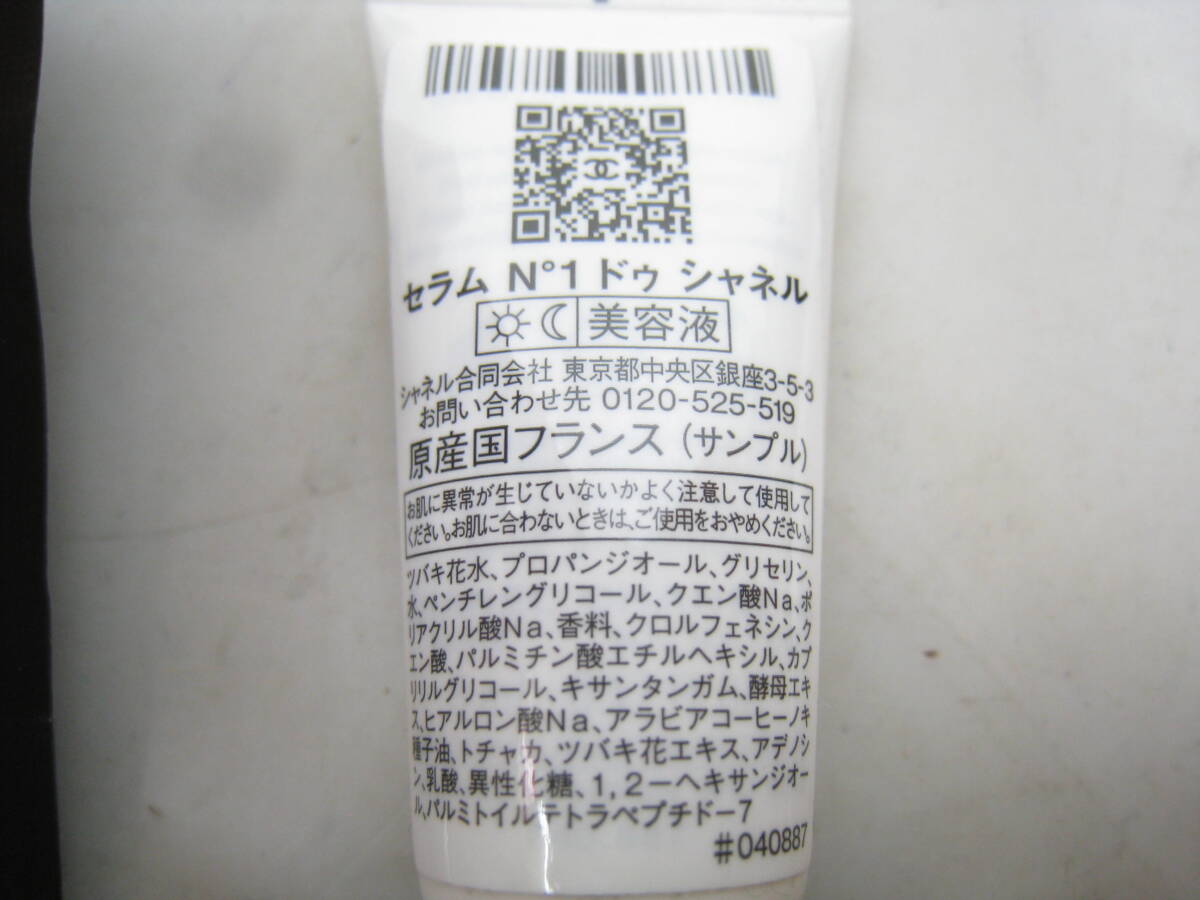 セラム N°1 ドゥ シャネル
美容液
シャネル合同会社 東京都中央区銀座3-5-3
お問い合わせ先 0120-525-519
原産国フランス (サンプル)
お肌に異常が生じていないかよく注意して使用して
ください。お肌に合わないときは、ご使用をおやめください。
ツバキ花水、プロパンジオール、グリセリン、
水、ペンチレングリコール、クエン酸Na、ポ
リアクリル酸Na、香料、クロルフェネシン、ク
エン酸、パルミチン酸エチルヘキシル、カプ
リリルグリコール、キサンタンガム、酵母エキ
ス、ヒアルロン酸Na、アラビアコーヒーノキ
種子油、トチャカ、ツバキ花エキス、アデノシ
ン、乳酸、異性化糖、1,2－ヘキサンジオー
ル、パルミトイルテトラペプチド－7
#040887